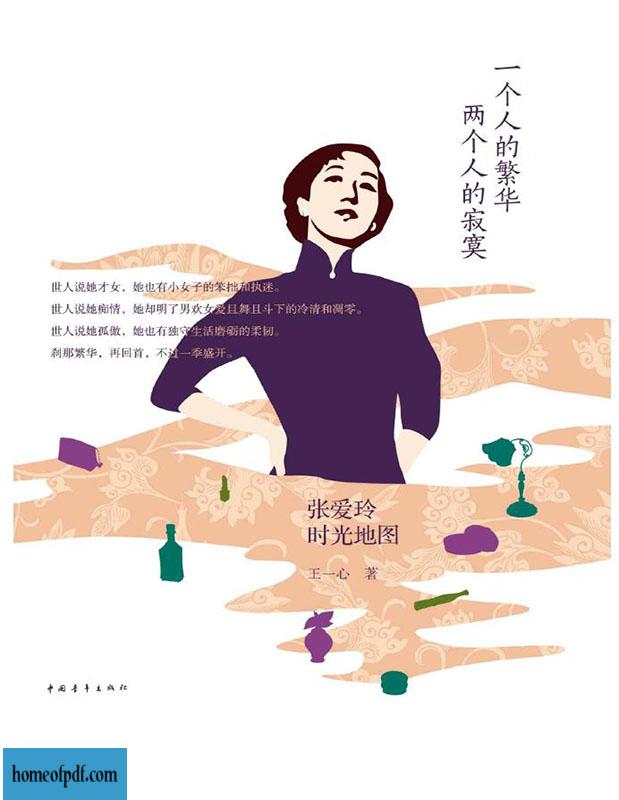 一个人的繁华
两个人的寂寞
世人说她才女，她也有小女子的笨拙和执迷。
世人说她痴情，她却明了男欢女爱且舞且斗下的冷清和凋零。
世人说她孤傲，她也有独守生活磨砺的柔韧。
刹那繁华，再回首，不过一季盛开。
张爱玲
时光地图
王一心 著
中国青年出版社
homeofpdf.com